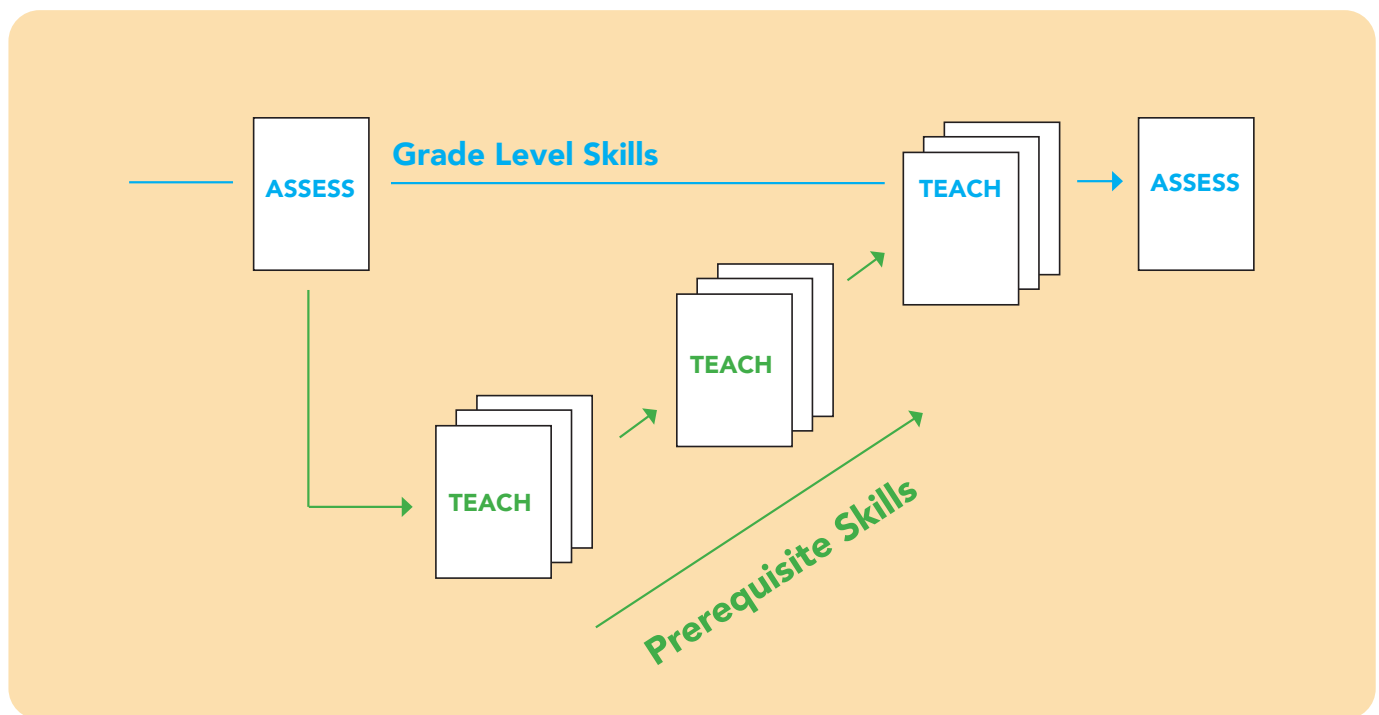 Grade Level Skills
ASSESS
TEACH
ASSESS
TEACH
TEACH
Prerequisite Skills